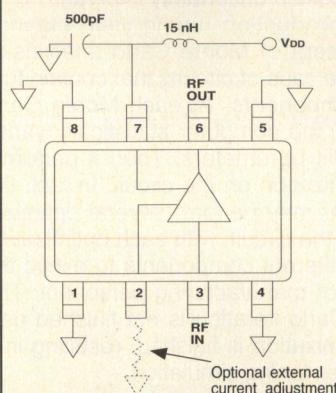 500pF
15 nH
VDD
RF
OUT
8
7
6
5
1
2
3
4
RF
IN
Optional external
current adjustment